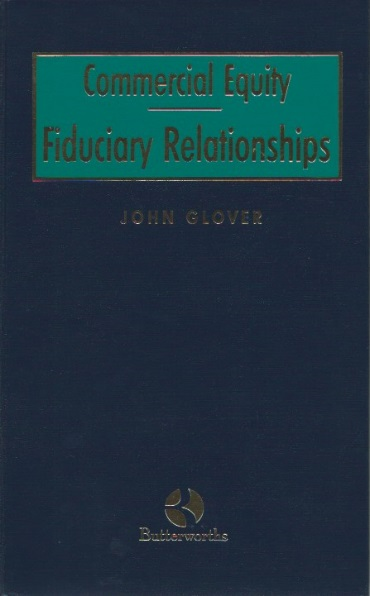 Commercial Equity
Fiduciary Relationships
JOHN GLOVER
Butterworths